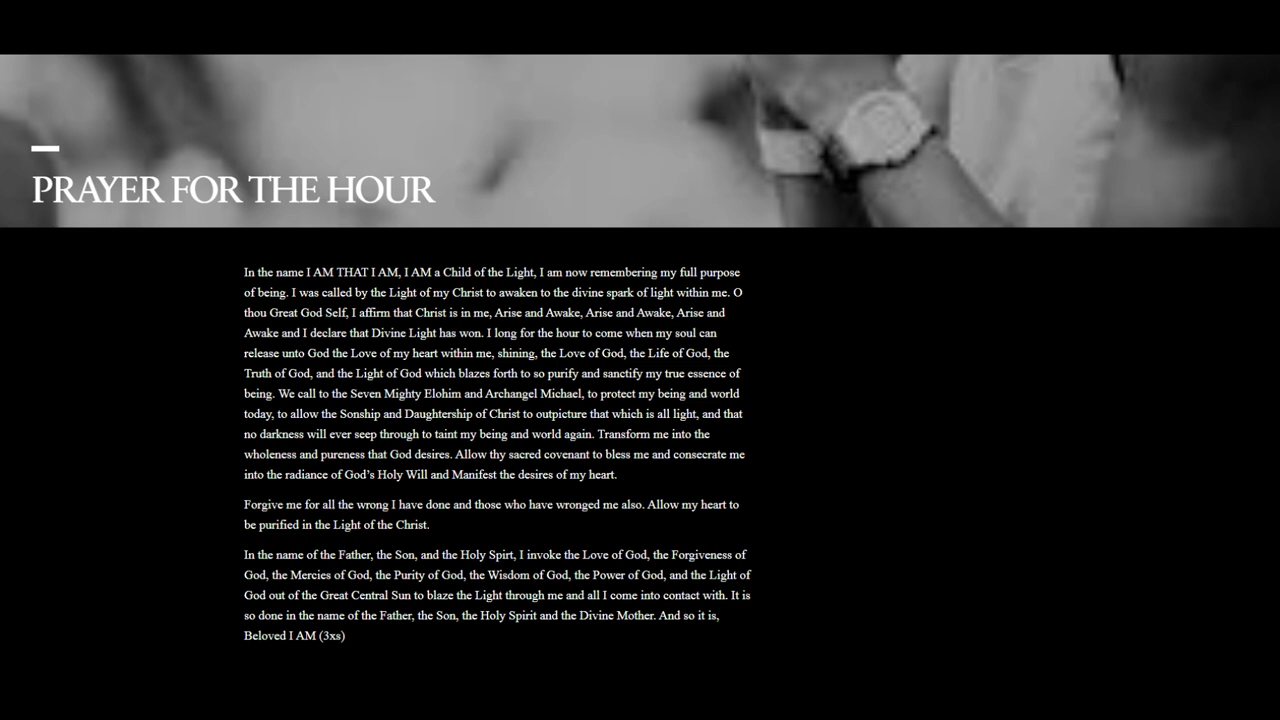 PRAYER FOR THE HOUR
In the name I AM THAT I AM, I AM a Child of the Light, I am now remembering my full purpose
of being. I was called by the Light of my Christ to awaken to the divine spark of light within me. O
thou Great God Self, I affirm that Christ is in me, Arise and Awake, Arise and Awake, Arise and
Awake and I declare that Divine Light has won. I long for the hour to come when my soul can
release unto God the Love of my heart within me, shining, the Love of God, the Life of God, the
Truth of God, and the Light of God which blazes forth to so purify and sanctify my true essence of
being. We call to the Seven Mighty Elohim and Archangel Michael, to protect my being and world
today, to allow the Sonship and Daughtership of Christ to outpicture that which is all light, and that
no darkness will ever seep through to taint my being and world again. Transform me into the
wholeness and pureness that God desires. Allow thy sacred covenant to bless me and consecrate me
into the radiance of God’s Holy Will and Manifest the desires of my heart.
Forgive me for all the wrong I have done and those who have wronged me also. Allow my heart to
be purified in the Light of the Christ.
In the name of the Father, the Son, and the Holy Spirt, I invoke the Love of God, the Forgiveness of
God, the Mercies of God, the Purity of God, the Wisdom of God, the Power of God, and the Light of
God out of the Great Central Sun to blaze the Light through me and all I come into contact with. It is
so done in the name of the Father, the Son, the Holy Spirit and the Divine Mother. And so it is,
Beloved I AM (3xs)